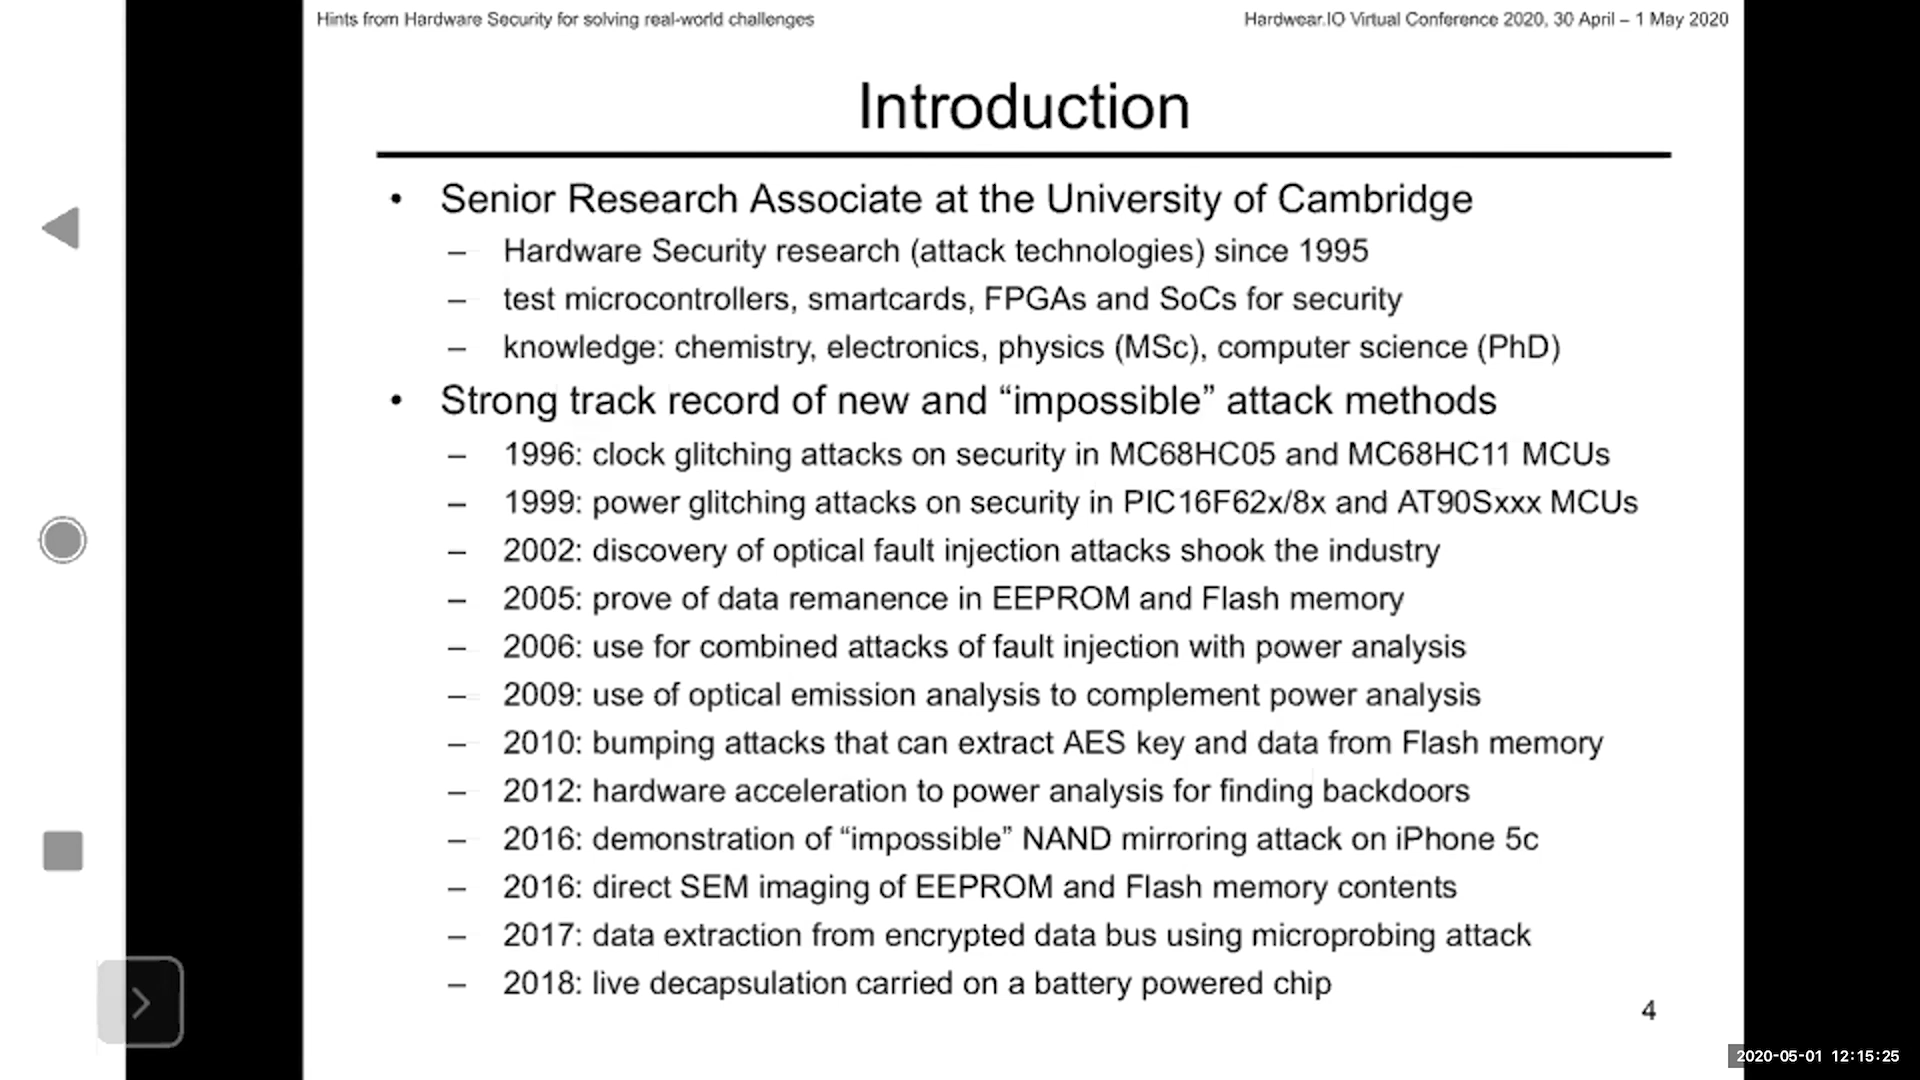 Hints from Hardware Security for solving real-world challenges
Hardwear.IO Virtual Conference 2020, 30 April – 1 May 2020
Introduction
• Senior Research Associate at the University of Cambridge
– Hardware Security research (attack technologies) since 1995
– test microcontrollers, smartcards, FPGAs and SoCs for security
– knowledge: chemistry, electronics, physics (MSc), computer science (PhD)
• Strong track record of new and “impossible” attack methods
– 1996: clock glitching attacks on security in MC68HC05 and MC68HC11 MCUs
– 1999: power glitching attacks on security in PIC16F62x/8x and AT90Sxxx MCUs
– 2002: discovery of optical fault injection attacks shook the industry
– 2005: prove of data remanence in EEPROM and Flash memory
– 2006: use for combined attacks of fault injection with power analysis
– 2009: use of optical emission analysis to complement power analysis
– 2010: bumping attacks that can extract AES key and data from Flash memory
– 2012: hardware acceleration to power analysis for finding backdoors
– 2016: demonstration of “impossible” NAND mirroring attack on iPhone 5c
– 2016: direct SEM imaging of EEPROM and Flash memory contents
– 2017: data extraction from encrypted data bus using microprobing attack
– 2018: live decapsulation carried on a battery powered chip
4
2020-05-01 12:15:25